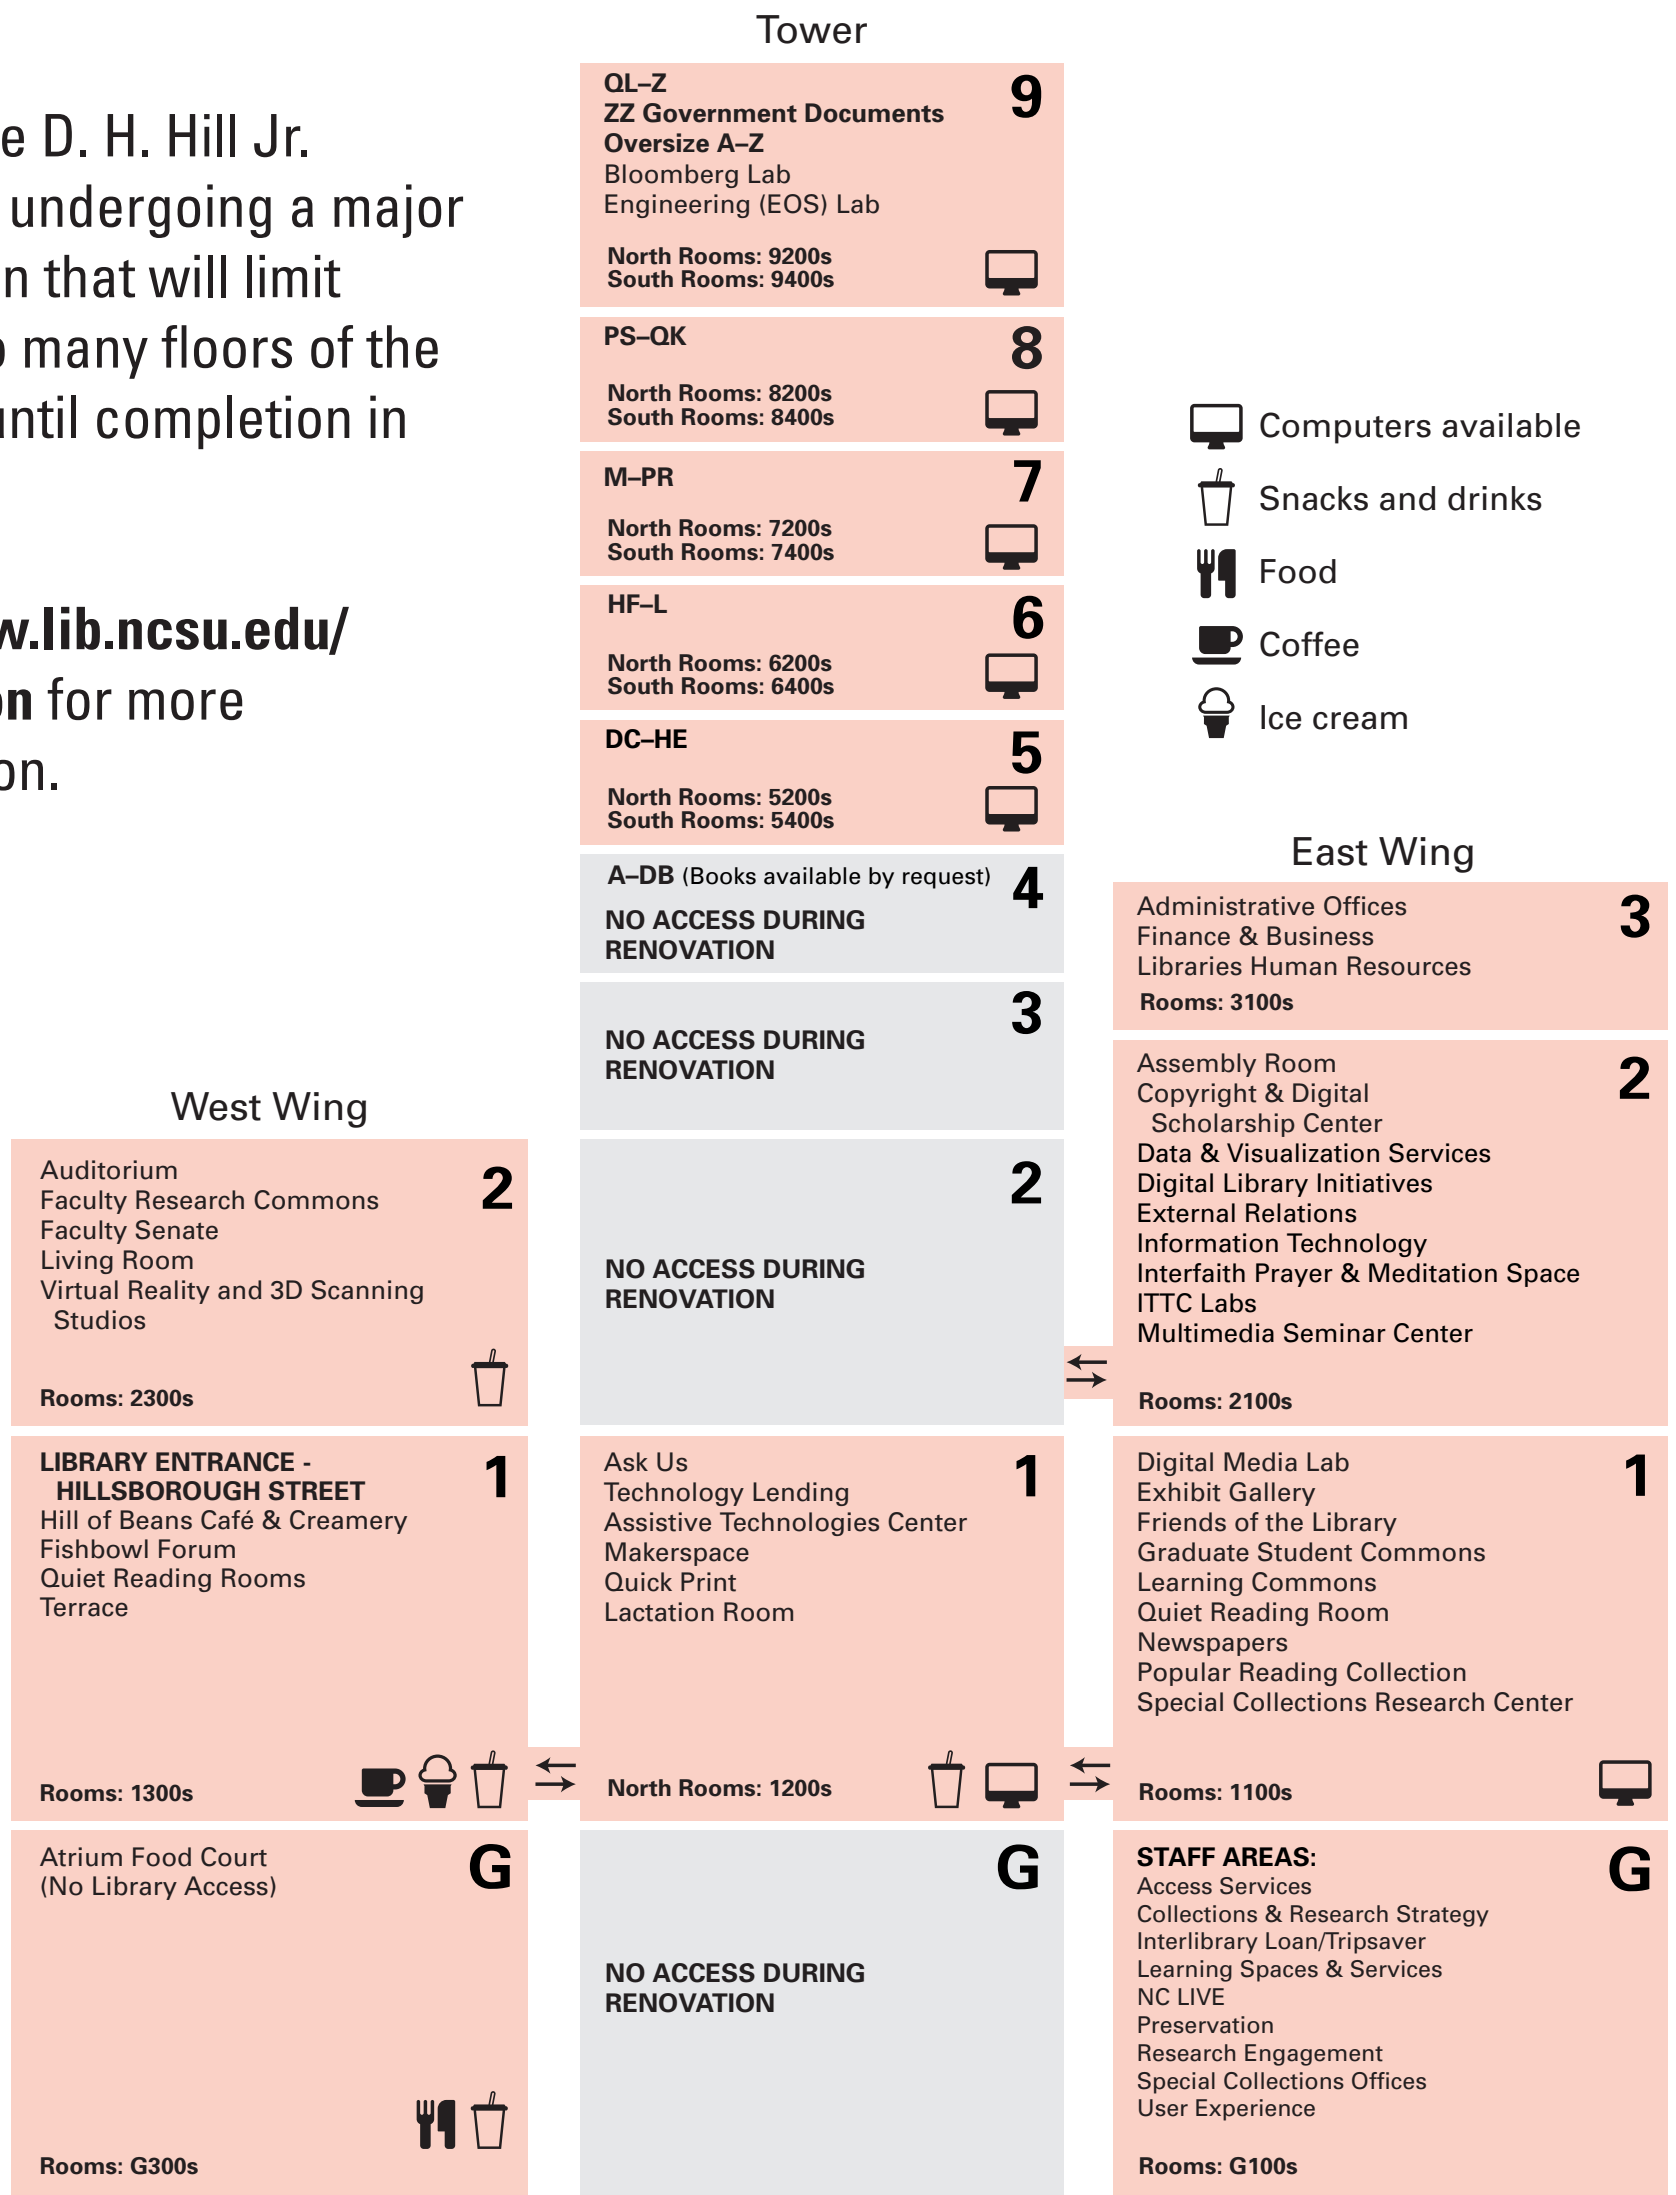 e D. H. Hill Jr.
undergoing a major
n that will limit
many floors of the
until completion in
w.lib.ncsu.edu/
on for more
on.
Tower
QL–Z
9
ZZ Government Documents
Oversize A–Z
Bloomberg Lab
Engineering (EOS) Lab
North Rooms: 9200s
South Rooms: 9400s
PS–QK
8
North Rooms: 8200s
South Rooms: 8400s
M–PR
7
North Rooms: 7200s
South Rooms: 7400s
HF–L
6
North Rooms: 6200s
South Rooms: 6400s
DC–HE
5
North Rooms: 5200s
South Rooms: 5400s
A–DB (Books available by request)
4
NO ACCESS DURING
RENOVATION
3
NO ACCESS DURING
RENOVATION
2
NO ACCESS DURING
RENOVATION
Ask Us
1
Technology Lending
Assistive Technologies Center
Makerspace
Quick Print
Lactation Room
North Rooms: 1200s
G
NO ACCESS DURING
RENOVATION
Computers available
Snacks and drinks
Food
Coffee
Ice cream
West Wing
Auditorium
2
Faculty Research Commons
Faculty Senate
Living Room
Virtual Reality and 3D Scanning
Studios
Rooms: 2300s
LIBRARY ENTRANCE -
1
HILLSBOROUGH STREET
Hill of Beans Café & Creamery
Fishbowl Forum
Quiet Reading Rooms
Terrace
Rooms: 1300s
Atrium Food Court
G
(No Library Access)
Rooms: G300s
East Wing
Administrative Offices
3
Finance & Business
Libraries Human Resources
Rooms: 3100s
Assembly Room
2
Copyright & Digital
Scholarship Center
Data & Visualization Services
Digital Library Initiatives
External Relations
Information Technology
Interfaith Prayer & Meditation Space
ITTC Labs
Multimedia Seminar Center
Rooms: 2100s
Digital Media Lab
1
Exhibit Gallery
Friends of the Library
Graduate Student Commons
Learning Commons
Quiet Reading Room
Newspapers
Popular Reading Collection
Special Collections Research Center
Rooms: 1100s
STAFF AREAS:
G
Access Services
Collections & Research Strategy
Interlibrary Loan/Tripsaver
Learning Spaces & Services
NC LIVE
Preservation
Research Engagement
Special Collections Offices
User Experience
Rooms: G100s